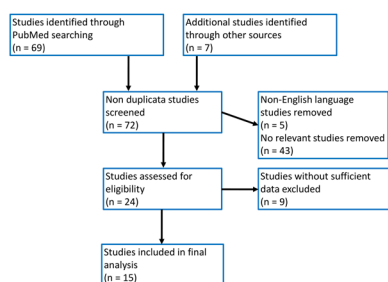 Studies identified through
PubMed searching
(n = 69)
Additional studies identified
through other sources
(n = 7)
Non duplicata studies
screened
(n = 72)
Non-English language
studies removed
(n = 5)
No relevant studies removed
(n = 43)
Studies assessed for
eligibility
(n = 24)
Studies without sufficient
data excluded
(n = 9)
Studies included in final
analysis
(n = 15)